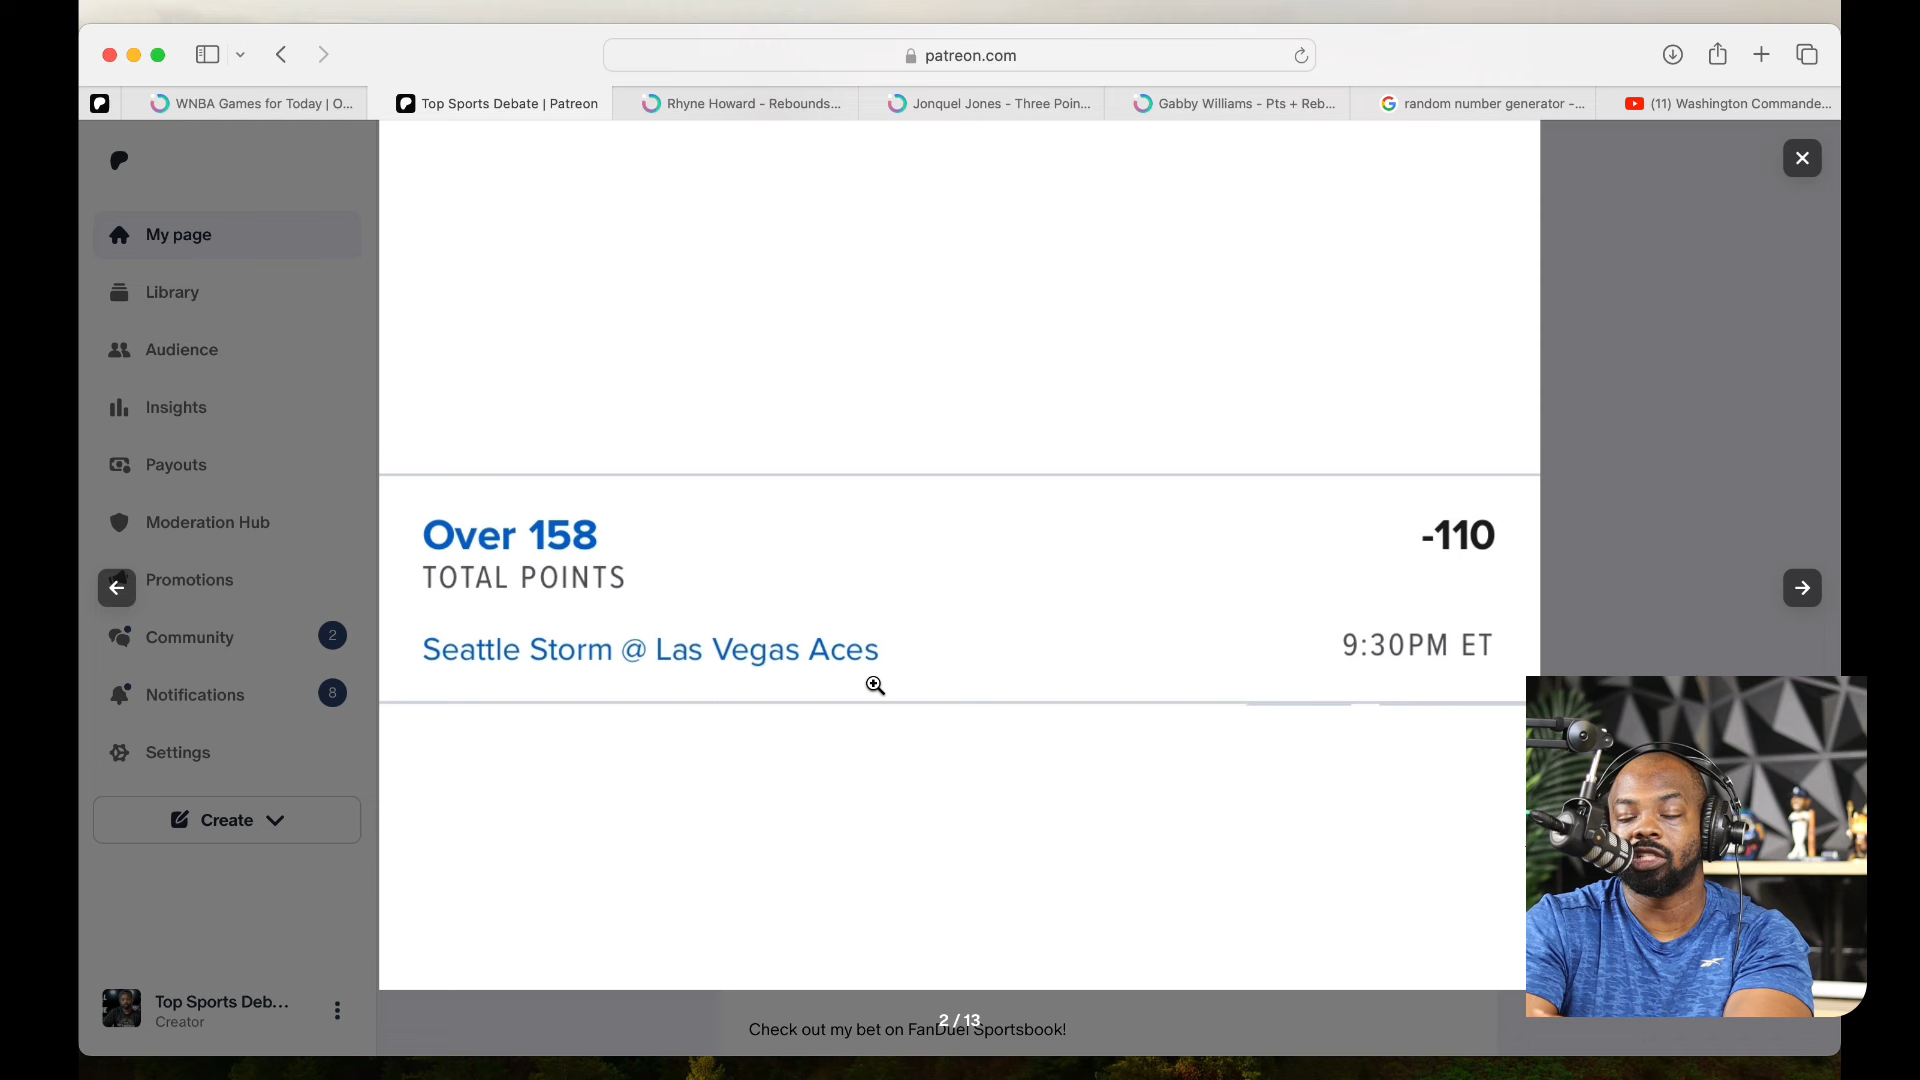 patreon.com
WNBA Games for Today | O...
Top Sports Debate | Patreon
Rhyne Howard - Rebounds...
Jonquel Jones - Three Poin...
Gabby Williams - Pts + Reb...
random number generator -...
(11) Washington Commande...
My page
Library
Audience
Insights
Payouts
Moderation Hub
Promotions
Community 2
Notifications 8
Settings
Create
Top Sports Deb...
Creator
Over 158 -110
TOTAL POINTS
Seattle Storm @ Las Vegas Aces 9:30PM ET
2 / 13
Check out my bet on FanDuel Sportsbook!